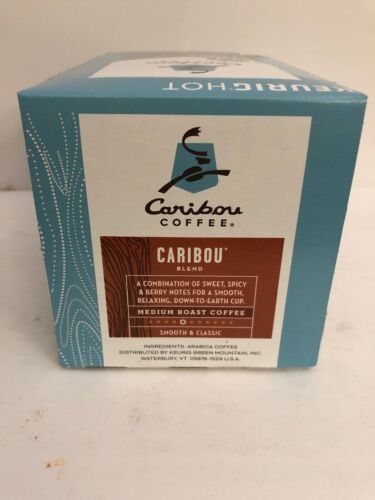 KEURIG HOT
Caribou
COFFEE®
CARIBOU®
BLEND
A COMBINATION OF SWEET, SPICY
& BERRY NOTES FOR A SMOOTH,
RELAXING, DOWN-TO-EARTH CUP.
MEDIUM ROAST COFFEE
SMOOTH & CLASSIC
INGREDIENTS: ARABICA COFFEE
DISTRIBUTED BY KEURIG GREEN MOUNTAIN, INC.
WATERBURY, VT 05676-1529 U.S.A.